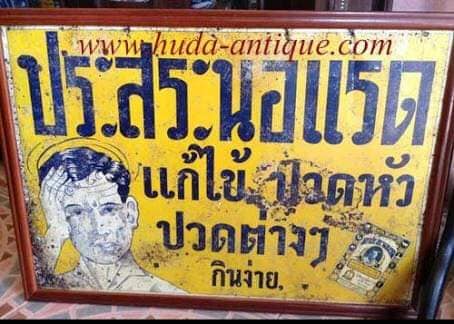 www.huda-antique.com
ประสระนอแรด
แก้ไข้ ปวดหัว
ปวดต่างๆ
กินง่าย.